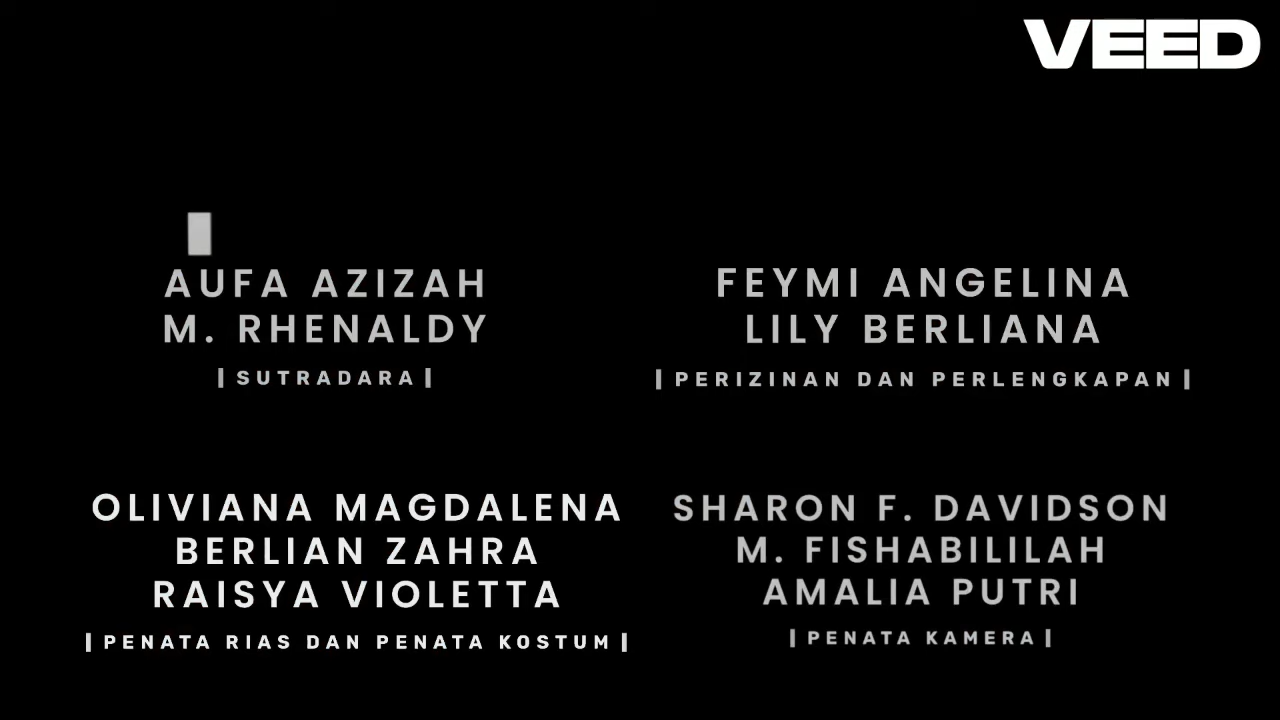 VEED
AUFA AZIZAH
M. RHENALDY
| SUTRADARA |
FEYMI ANGELINA
LILY BERLIANA
| PERIZINAN DAN PERLENGKAPAN |
OLIVIANA MAGDALENA
BERLIAN ZAHRA
RAISYA VIOLETTA
| PENATA RIAS DAN PENATA KOSTUM |
SHARON F. DAVIDSON
M. FISHABILILAH
AMALIA PUTRI
| PENATA KAMERA |